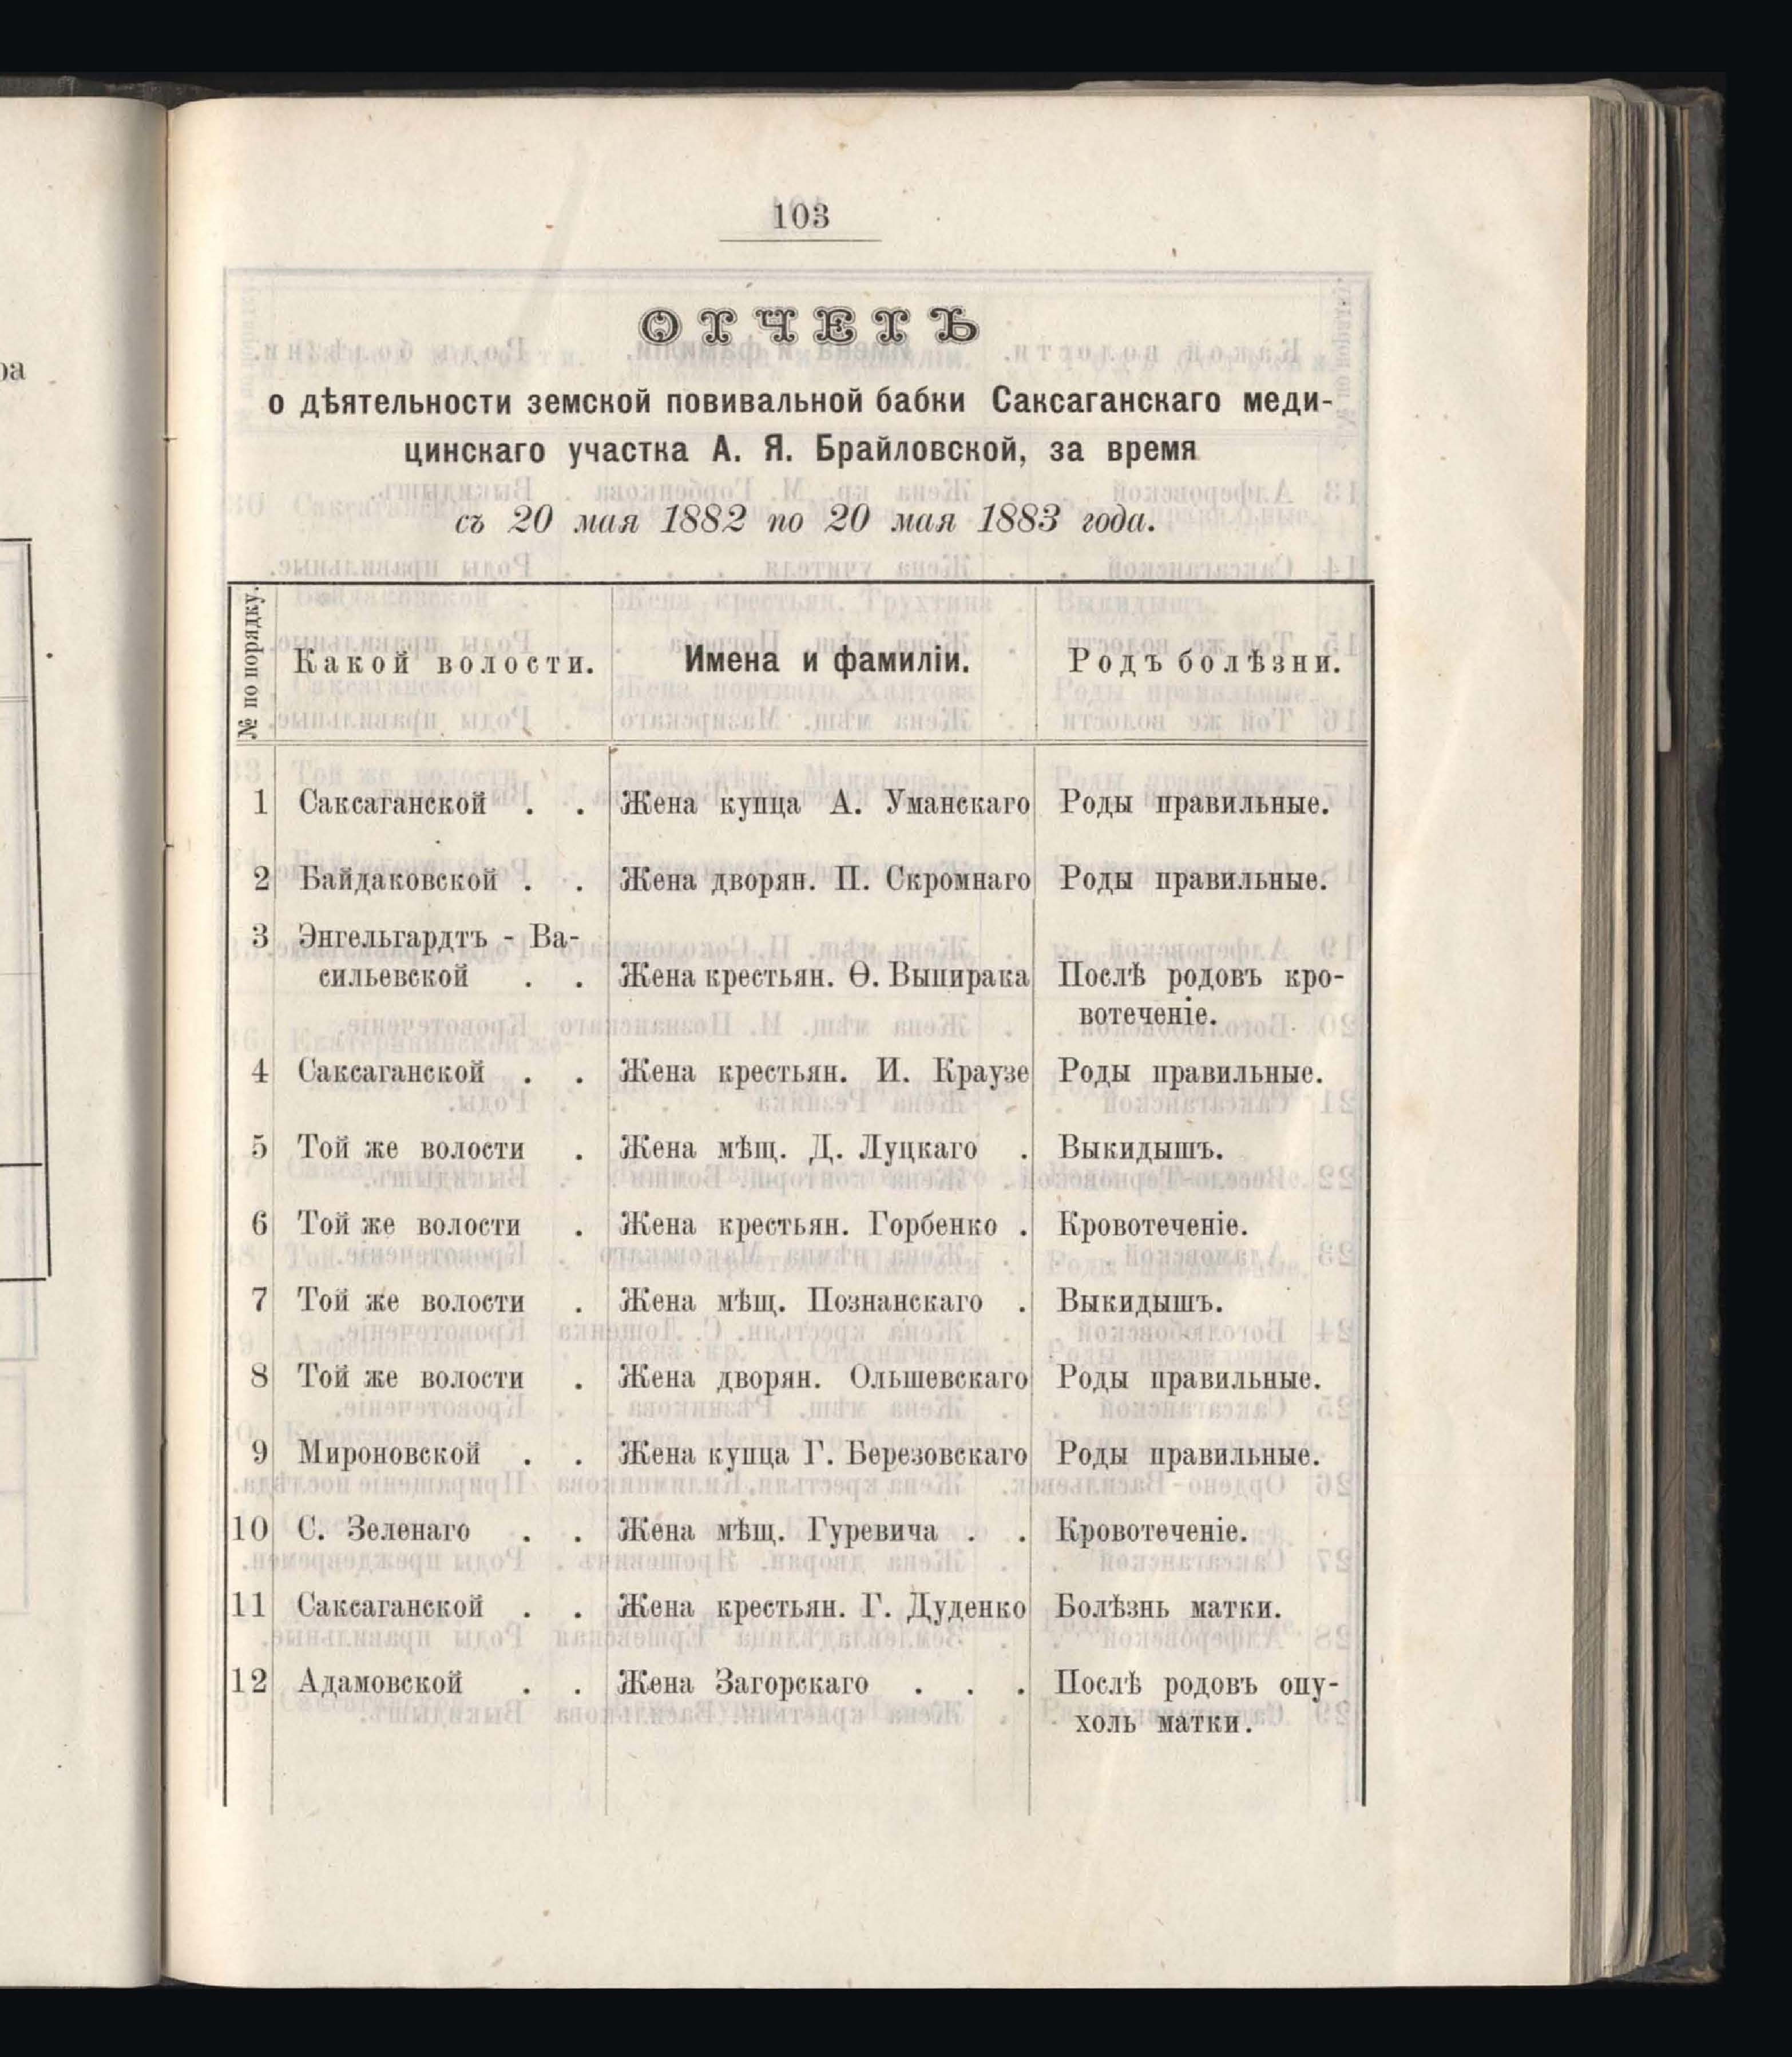 ра
103
ОТЧЕТЪ
о дѣятельности земской повивальной бабки Саксаганскаго меди-
цинскаго участка А. Я. Брайловской, за время
съ 20 мая 1882 по 20 мая 1883 года.
№ по порядку. Какой волости. Имена и фамиліи. Родъ болѣзни.
1 Саксаганской . . Жена купца А. Уманскаго Роды правильные.
2 Байдаковской . . Жена дворян. П. Скромнаго Роды правильные.
3 Энгельгардтъ - Ва-
сильевской . . Жена крестьян. Ѳ. Выпирака Послѣ родовъ кро-
вотеченіе.
4 Саксаганской . . Жена крестьян. И. Краузе Роды правильные.
5 Той же волости . Жена мѣщ. Д. Луцкаго . Выкидышъ.
6 Той же волости . Жена крестьян. Горбенко . Кровотеченіе.
7 Той же волости . Жена мѣщ. Познанскаго . Выкидышъ.
8 Той же волости . Жена дворян. Ольшевскаго Роды правильные.
9 Мироновской . . Жена купца Г. Березовскаго Роды правильные.
10 С. Зеленаго . . Жена мѣщ. Гуревича . . Кровотеченіе.
11 Саксаганской . . Жена крестьян. Г. Дуденко Болѣзнь матки.
12 Адамовской . . Жена Загорскаго . . . Послѣ родовъ опу-
холь матки.